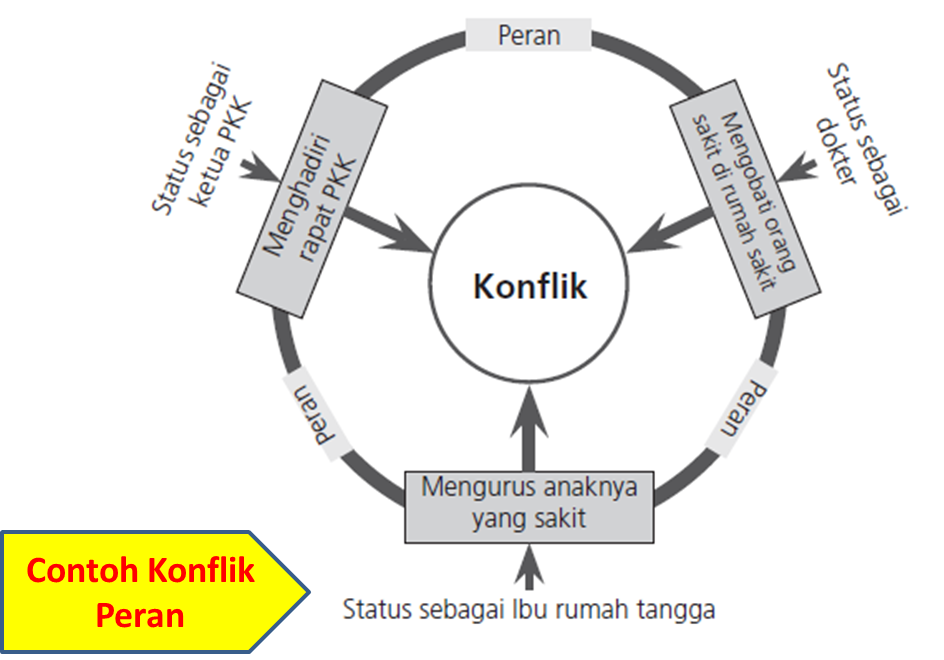 Peran
Status sebagai
ketua PKK
Menghadiri
rapat PKK
Mengobati orang
sakit di rumah sakit
Status sebagai
dokter
Konflik
Peran
Peran
Mengurus anaknya
yang sakit
Contoh Konflik
Peran
Status sebagai Ibu rumah tangga